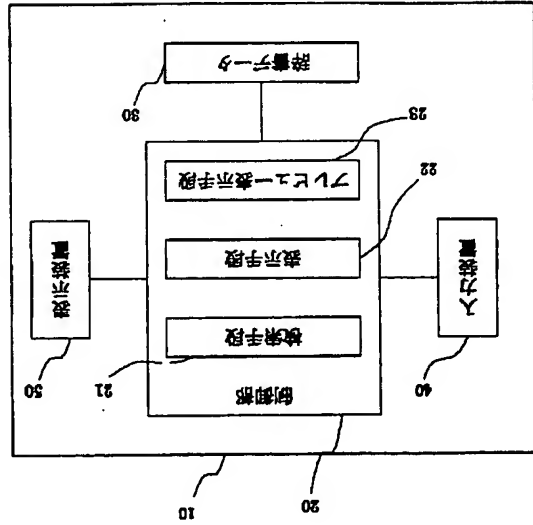 10
20
制御部
検索手段
21
表示手段
22
プレビュー表示手段
23
辞書データ
30
入力装置
40
表示装置
50